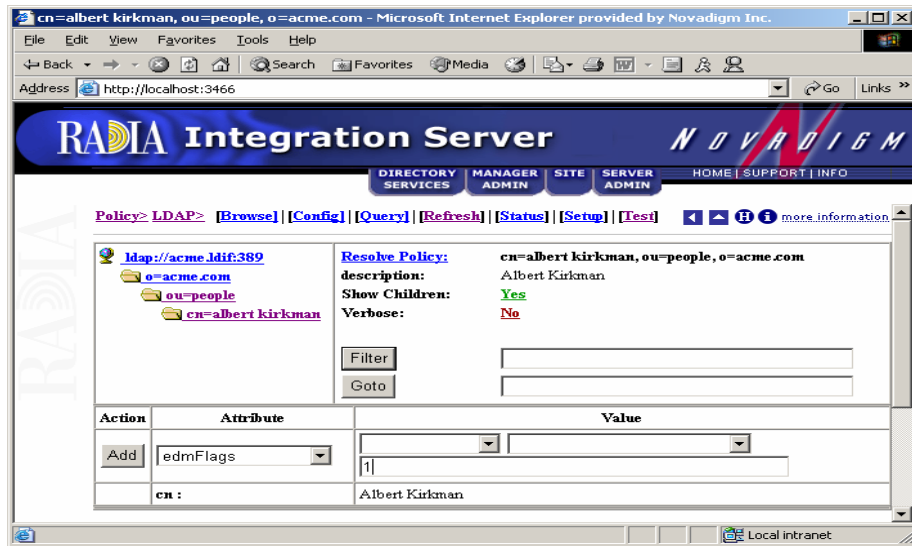 cn=albert kirkman, ou=people, o=acme.com - Microsoft Internet Explorer provided by Novadigm Inc.
File Edit View Favorites Tools Help
Back Search Favorites Media
Address http://localhost:3466 Go Links »
RADIA Integration Server NOVADIGM
DIRECTORY SERVICES MANAGER ADMIN SITE SERVER ADMIN HOME | SUPPORT | INFO
Policy> LDAP> [Browse] | [Config] | [Query] | [Refresh] | [Status] | [Setup] | [Test] H i more information
RADIA
ldap://acme.ldif:389
o=acme.com
ou=people
cn=albert kirkman
Resolve Policy: cn=albert kirkman, ou=people, o=acme.com
description: Albert Kirkman
Show Children: Yes
Verbose: No
Filter
Goto
Action Attribute Value
Add edmFlags
1
cn : Albert Kirkman
Local intranet